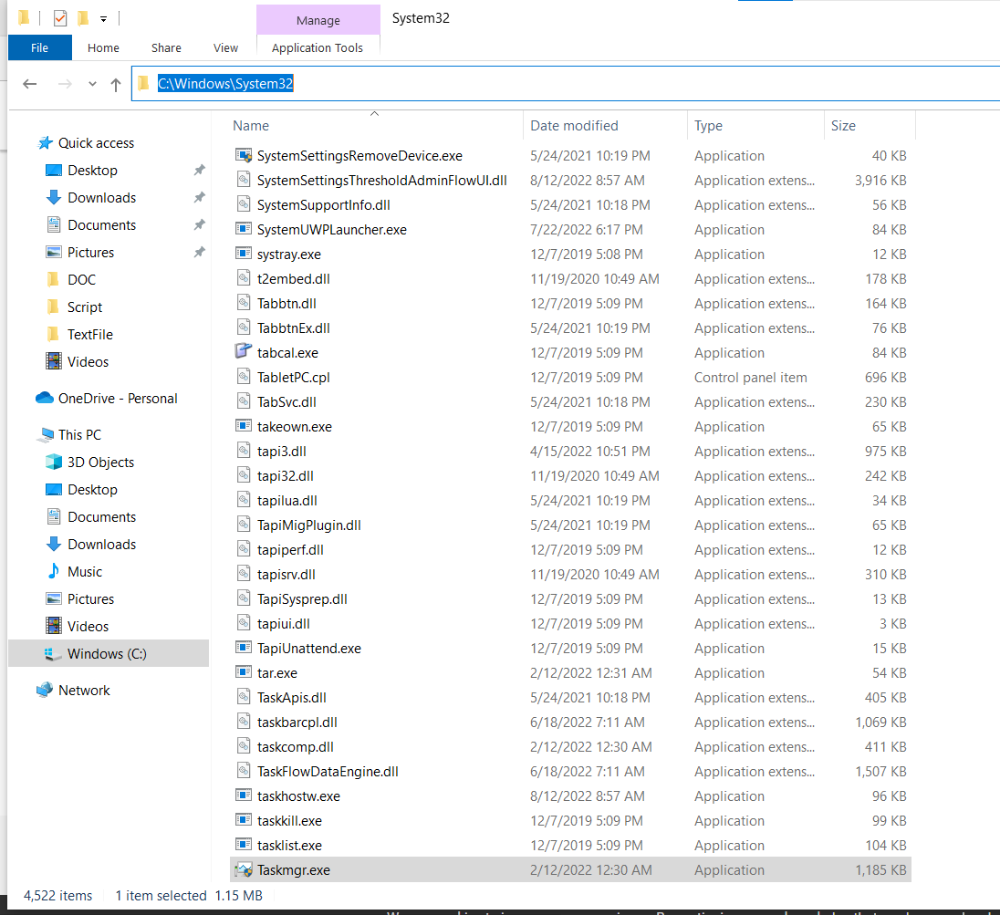 Manage System32
File Home Share View Application Tools
C:\Windows\System32
Name Date modified Type Size
Quick access
Desktop
Downloads
Documents
Pictures
DOC
Script
TextFile
Videos
OneDrive - Personal
This PC
3D Objects
Desktop
Documents
Downloads
Music
Pictures
Videos
Windows (C:)
Network
SystemSettingsRemoveDevice.exe 5/24/2021 10:19 PM Application 40 KB
SystemSettingsThresholdAdminFlowUI.dll 8/12/2022 8:57 AM Application extens... 3,916 KB
SystemSupportInfo.dll 5/24/2021 10:18 PM Application extens... 56 KB
SystemUWPLauncher.exe 7/22/2022 6:17 PM Application 84 KB
systray.exe 12/7/2019 5:08 PM Application 12 KB
t2embed.dll 11/19/2020 10:49 AM Application extens... 178 KB
Tabbtn.dll 12/7/2019 5:09 PM Application extens... 164 KB
TabbtnEx.dll 5/24/2021 10:19 PM Application extens... 76 KB
tabcal.exe 12/7/2019 5:09 PM Application 84 KB
TabletPC.cpl 12/7/2019 5:09 PM Control panel item 696 KB
TabSvc.dll 5/24/2021 10:18 PM Application extens... 230 KB
takeown.exe 12/7/2019 5:09 PM Application 65 KB
tapi3.dll 4/15/2022 10:51 PM Application extens... 975 KB
tapi32.dll 11/19/2020 10:49 AM Application extens... 242 KB
tapilua.dll 5/24/2021 10:19 PM Application extens... 34 KB
TapiMigPlugin.dll 5/24/2021 10:19 PM Application extens... 65 KB
tapiperf.dll 12/7/2019 5:09 PM Application extens... 12 KB
tapisrv.dll 11/19/2020 10:49 AM Application extens... 310 KB
TapiSysprep.dll 12/7/2019 5:09 PM Application extens... 13 KB
tapiui.dll 12/7/2019 5:09 PM Application extens... 3 KB
TapiUnattend.exe 12/7/2019 5:09 PM Application 15 KB
tar.exe 2/12/2022 12:31 AM Application 54 KB
TaskApis.dll 5/24/2021 10:18 PM Application extens... 405 KB
taskbarcpl.dll 6/18/2022 7:11 AM Application extens... 1,069 KB
taskcomp.dll 2/12/2022 12:30 AM Application extens... 411 KB
TaskFlowDataEngine.dll 6/18/2022 7:11 AM Application extens... 1,507 KB
taskhostw.exe 8/12/2022 8:57 AM Application 96 KB
taskkill.exe 12/7/2019 5:09 PM Application 99 KB
tasklist.exe 12/7/2019 5:09 PM Application 104 KB
Taskmgr.exe 2/12/2022 12:30 AM Application 1,185 KB
4,522 items 1 item selected 1.15 MB